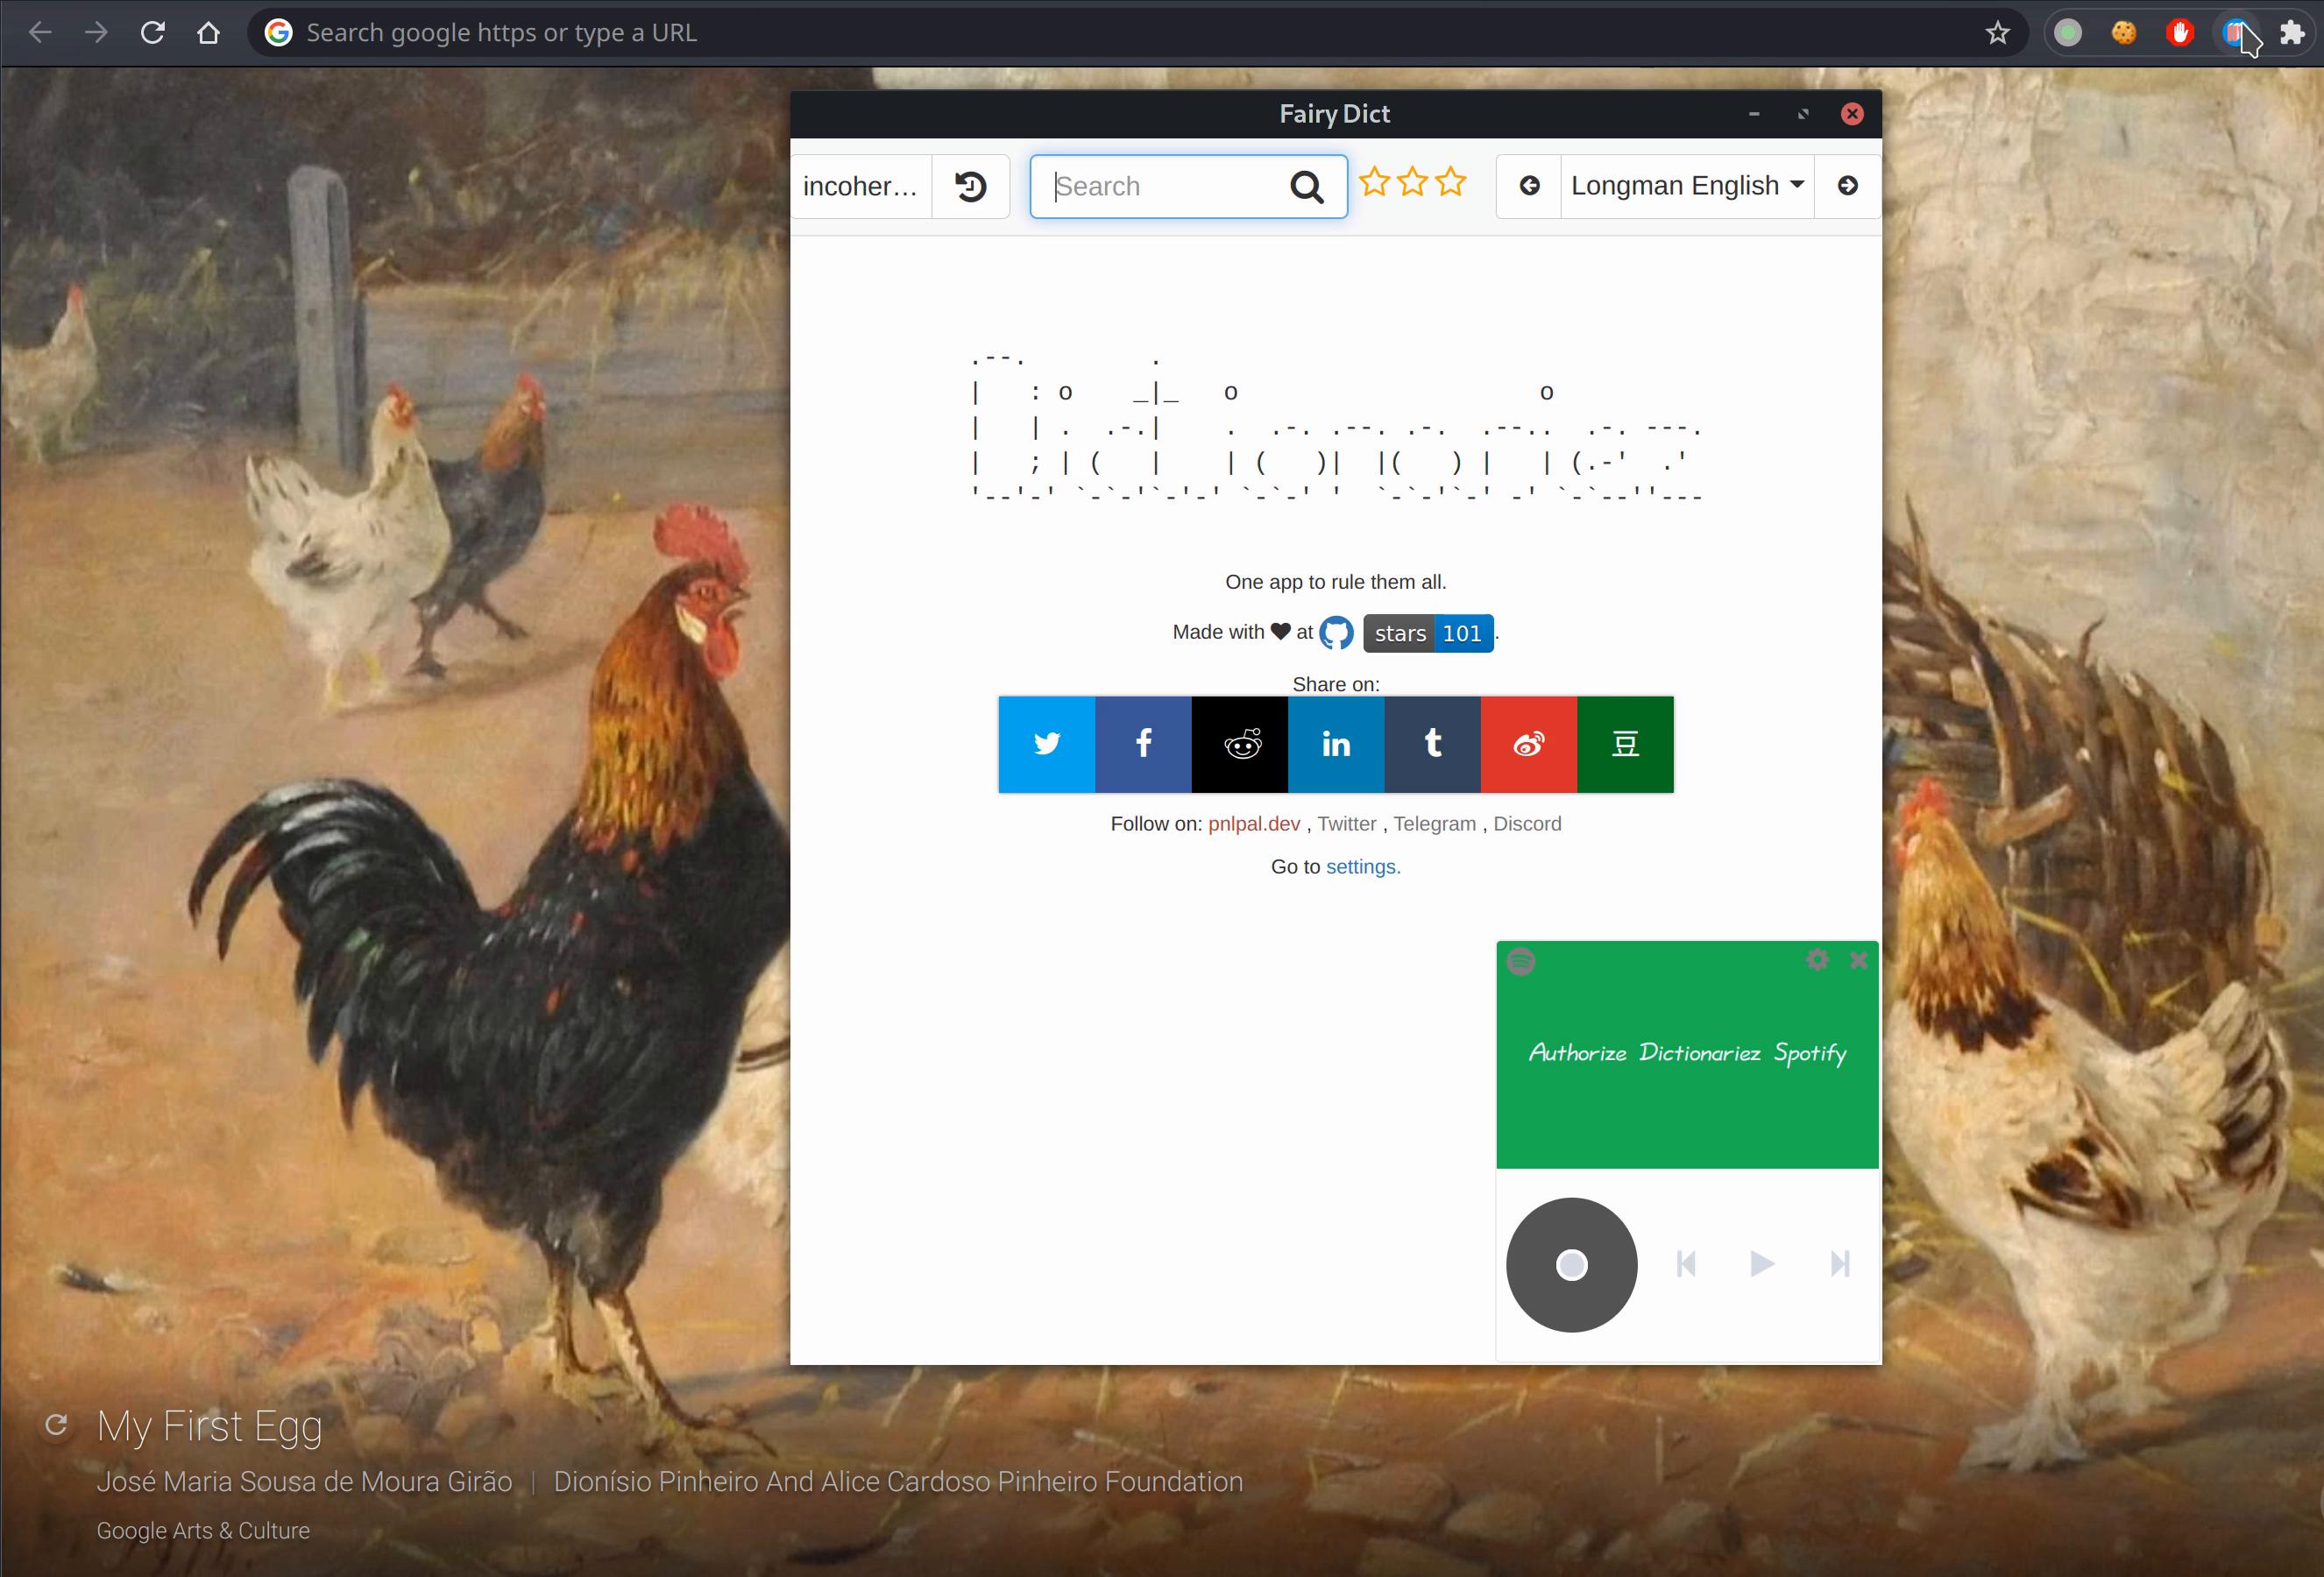 Search google https or type a URL
Fairy Dict
incoher...
Search
Longman English
.--.        .
|   : o    _|_   o                    o
|   | .  .-.|    .  .-. .--. .-.  .--..  .-. ---.
|   ; | (   |    | (   )|  |(   ) |   | (.-'  .'
'--'-' `-`-'`-'-' `-`-' '  `-`-'`-' -' `-`--''---
One app to rule them all.
Made with ♥ at stars 101.
Share on:
f in t 豆
Follow on: pnlpal.dev , Twitter , Telegram , Discord
Go to settings.
Authorize Dictionariez Spotify
My First Egg
José Maria Sousa de Moura Girão | Dionísio Pinheiro And Alice Cardoso Pinheiro Foundation
Google Arts & Culture